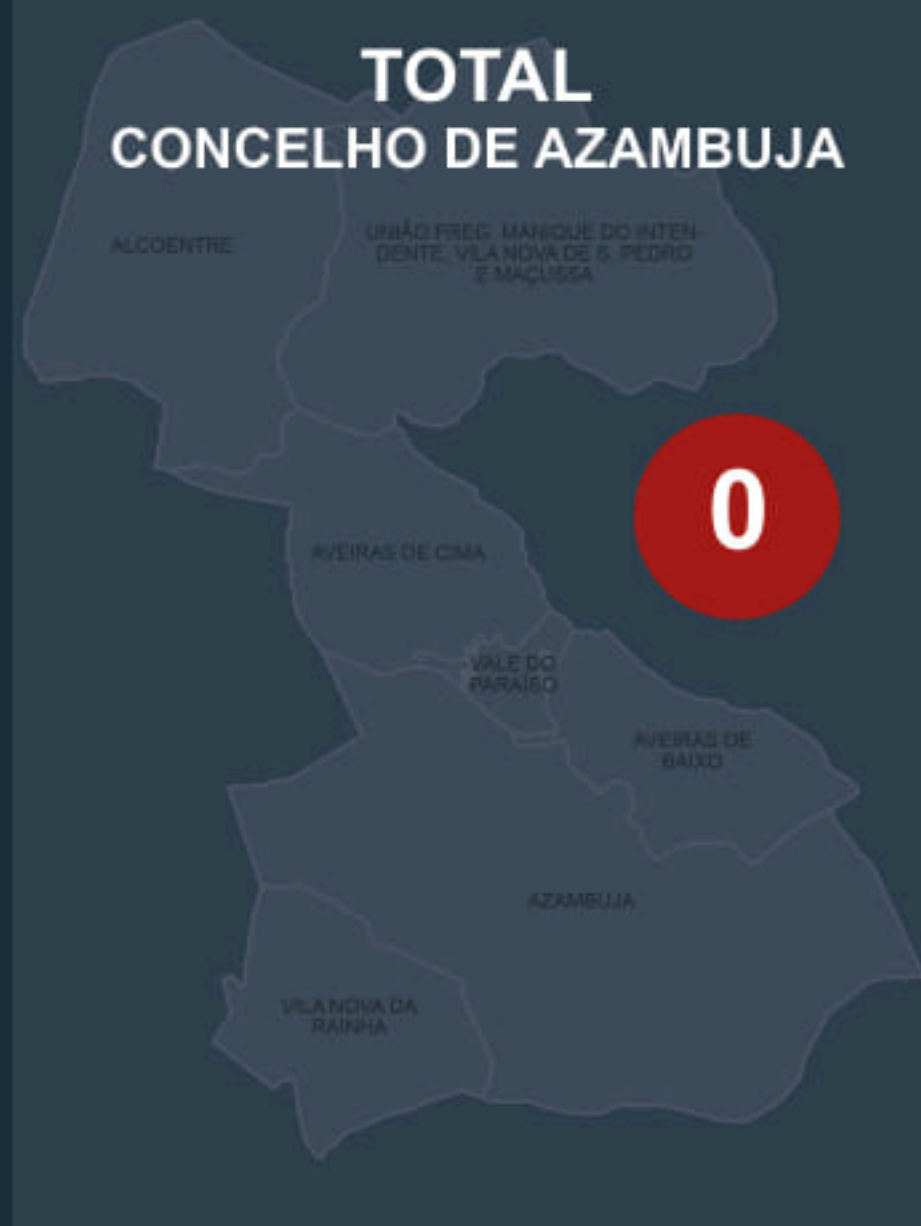 TOTAL
CONCELHO DE AZAMBUJA
ALCOENTRE
UNIÃO FREG. MANIQUE DO INTEN-
DENTE, VILA NOVA DE S. PEDRO
E MAÇUSSA
0
AVEIRAS DE CIMA
VALE DO
PARAÍSO
AVEIRAS DE
BAIXO
AZAMBUJA
VILA NOVA DA
RAÍNHA